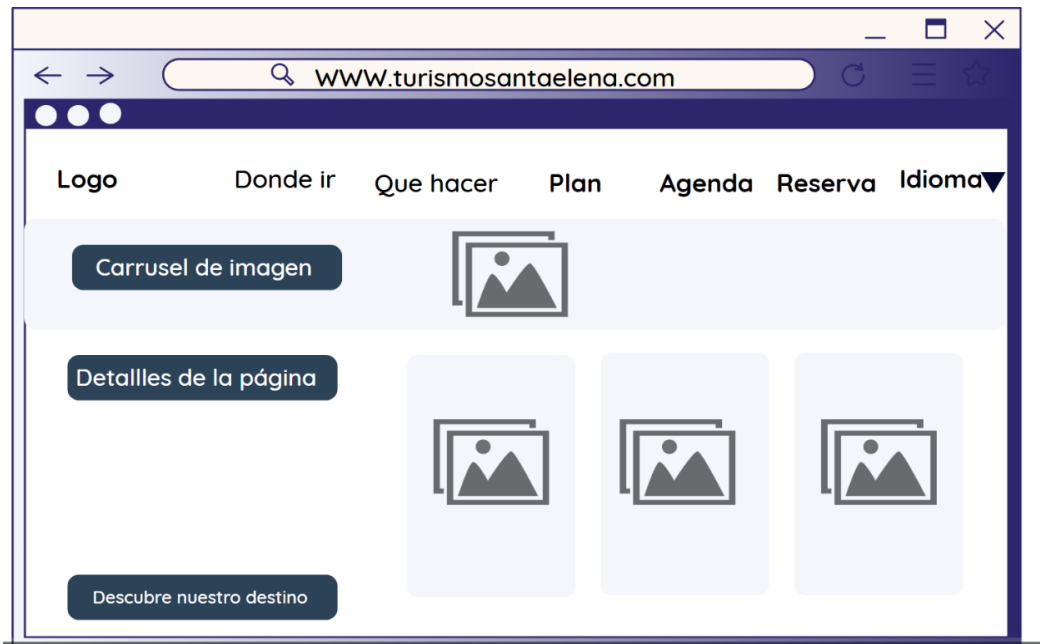 WWW.turismosantaelena.com
Logo Donde ir Que hacer Plan Agenda Reserva Idioma
Carrusel de imagen
Detallles de la página
Descubre nuestro destino